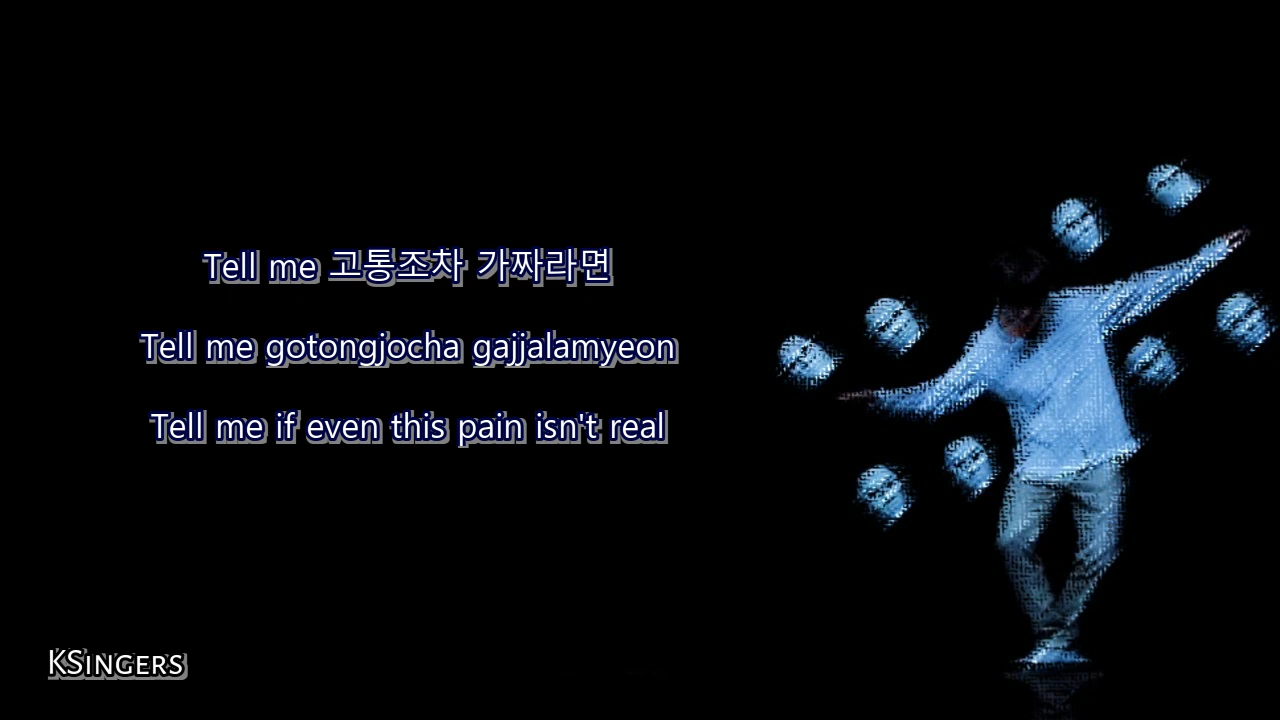 Tell me 고통조차 가짜라면
Tell me gotongjocha gajjalamyeon
Tell me if even this pain isn't real
KSingers